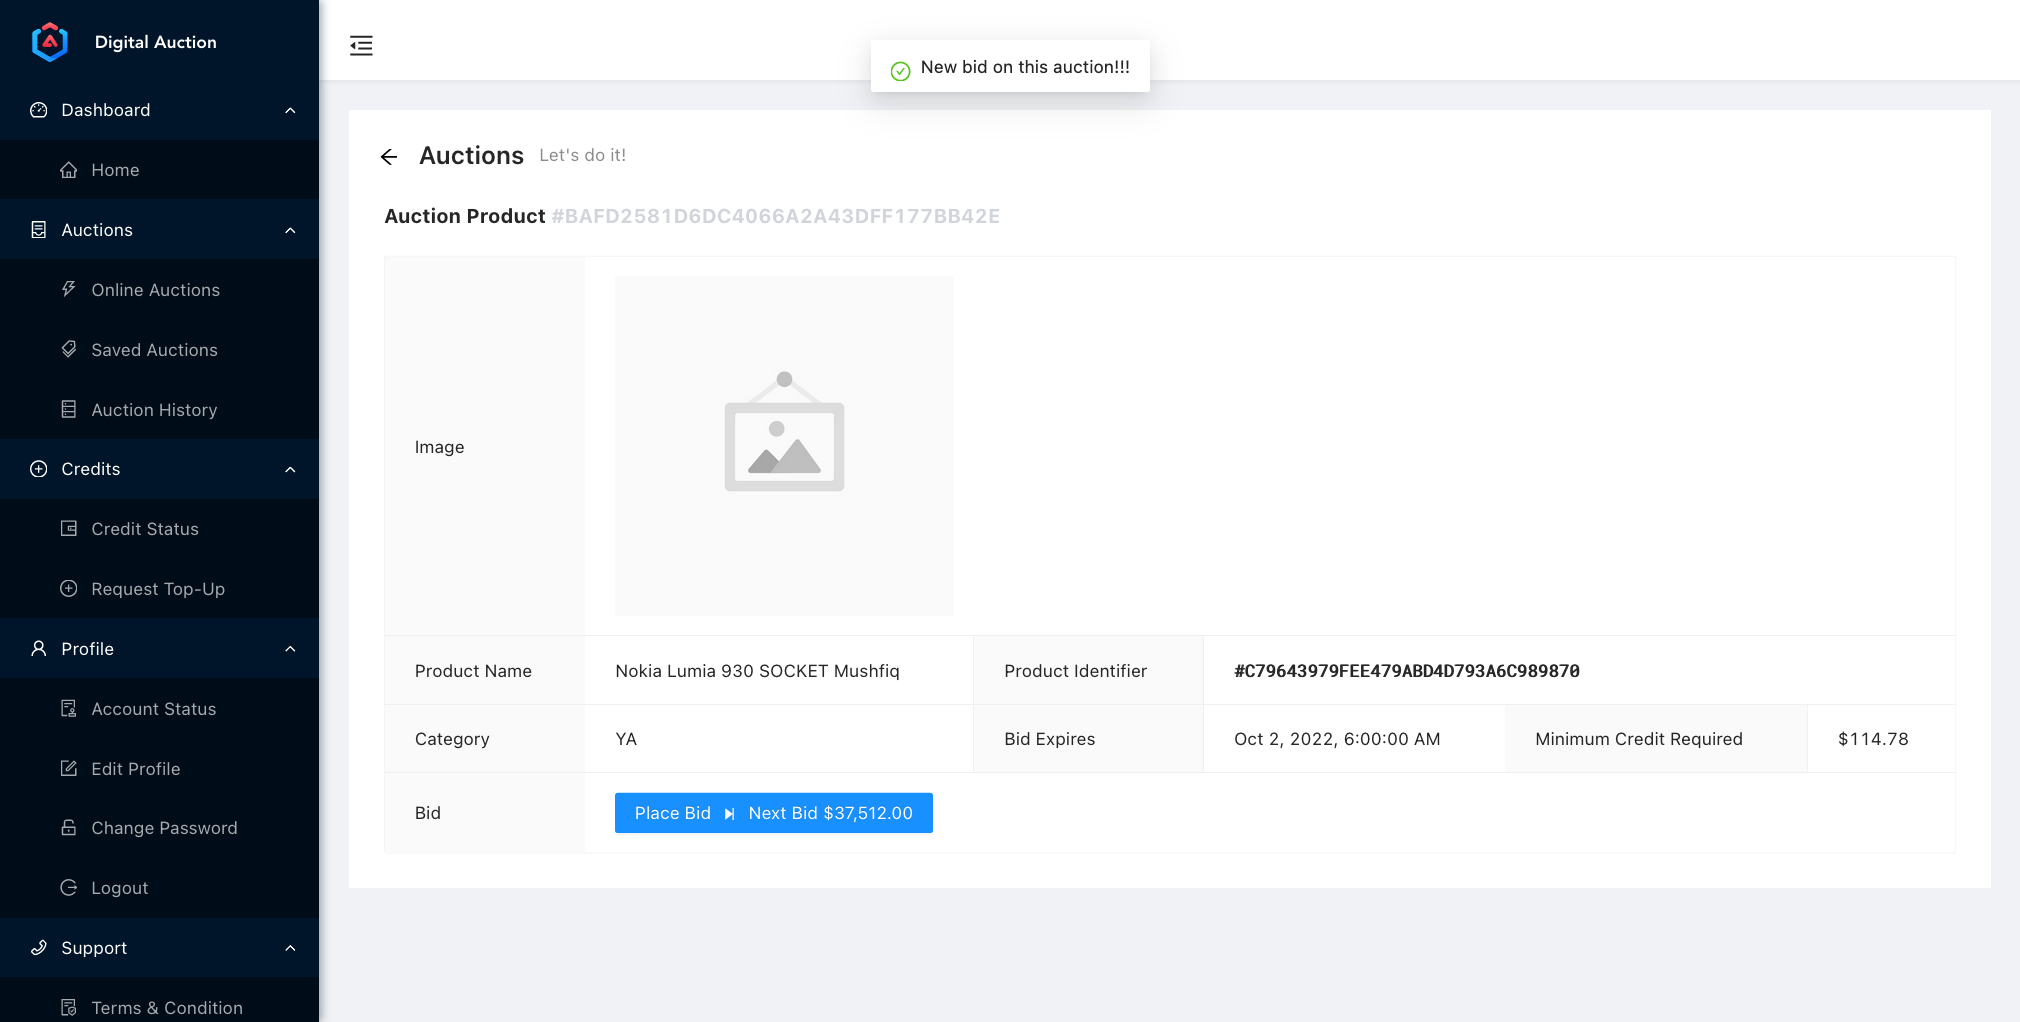 Digital Auction
Dashboard
Home
Auctions
Online Auctions
Saved Auctions
Auction History
Credits
Credit Status
Request Top-Up
Profile
Account Status
Edit Profile
Change Password
Logout
Support
Terms & Condition
New bid on this auction!!!
Auctions Let's do it!
Auction Product #BAFD2581D6DC4066A2A43DFF177BB42E
Image
Product Name Nokia Lumia 930 SOCKET Mushfiq Product Identifier #C79643979FEE479ABD4D793A6C989870
Category YA Bid Expires Oct 2, 2022, 6:00:00 AM Minimum Credit Required $114.78
Bid Place Bid Next Bid $37,512.00